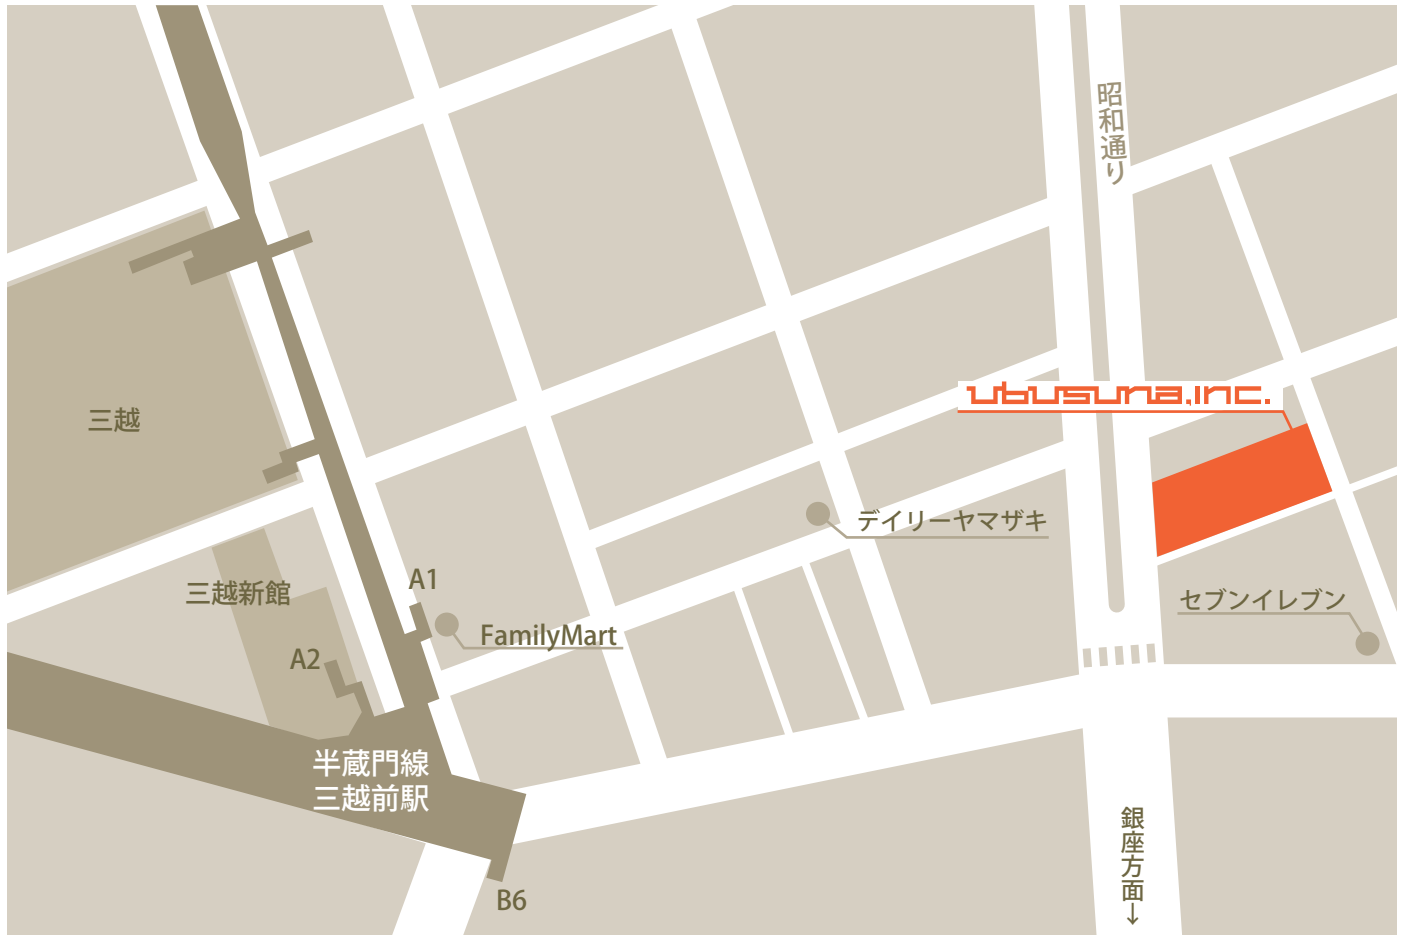 昭和通り
ubusuna.inc.
三越
デイリーヤマザキ
A1
三越新館
セブンイレブン
FamilyMart
A2
半蔵門線
三越前駅
銀座方面→
B6